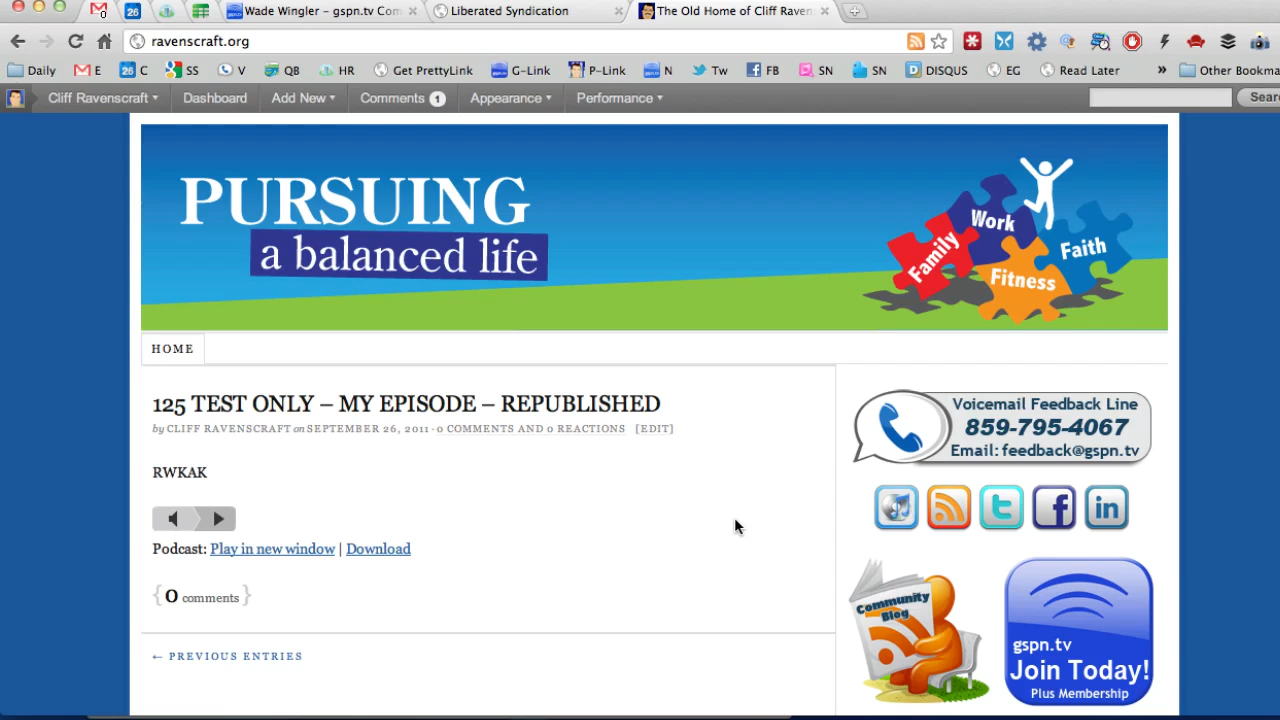 0
26
Wade Wingler – gspn.tv Com
Liberated Syndication
The Old Home of Cliff Raven
ravenscraft.org
Daily
E
26 C
SS
V
QB
HR
Get PrettyLink
G-Link
P-Link
N
Tw
FB
SN
SN
DISQUS
EG
Read Later
»
Other Bookma
Cliff Ravenscraft
Dashboard
Add New
Comments 1
Appearance
Performance
Sear
PURSUING
a balanced life
Family
Work
Fitness
Faith
HOME
125 TEST ONLY – MY EPISODE – REPUBLISHED
by CLIFF RAVENSCRAFT on SEPTEMBER 26, 2011 · 0 COMMENTS AND 0 REACTIONS [EDIT]
RWKAK
Podcast: Play in new window | Download
{ 0 comments }
← PREVIOUS ENTRIES
Voicemail Feedback Line
859-795-4067
Email: feedback@gspn.tv
Community
Blog
gspn.tv
Join Today!
Plus Membership